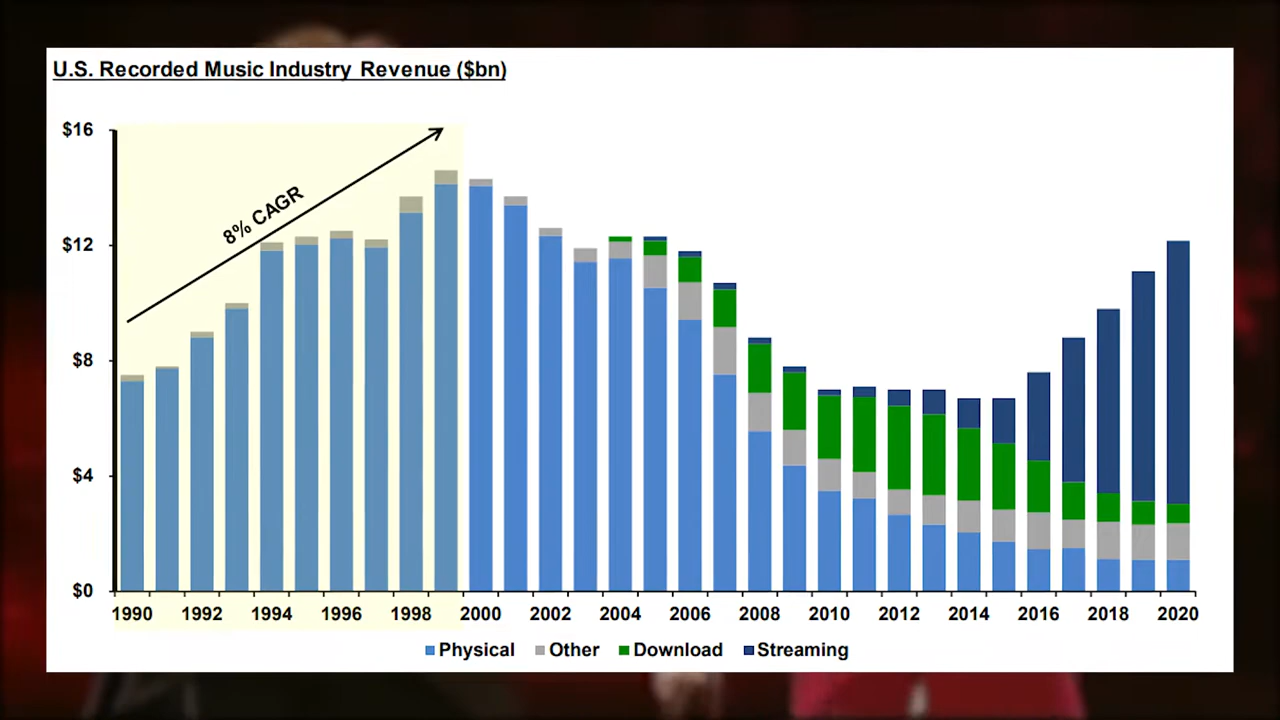 U.S. Recorded Music Industry Revenue ($bn)
$16
8% CAGR
$12
$8
$4
$0
1990 1992 1994 1996 1998 2000 2002 2004 2006 2008 2010 2012 2014 2016 2018 2020
Physical Other Download Streaming